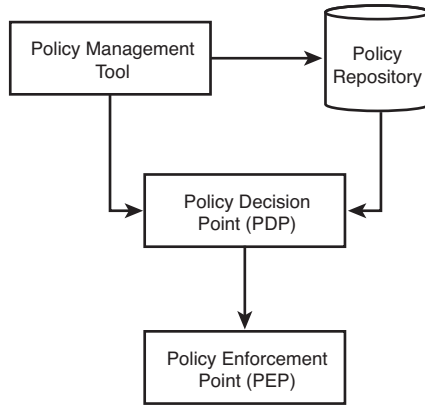 Policy Management
Tool
Policy
Repository
Policy Decision
Point (PDP)
Policy Enforcement
Point (PEP)